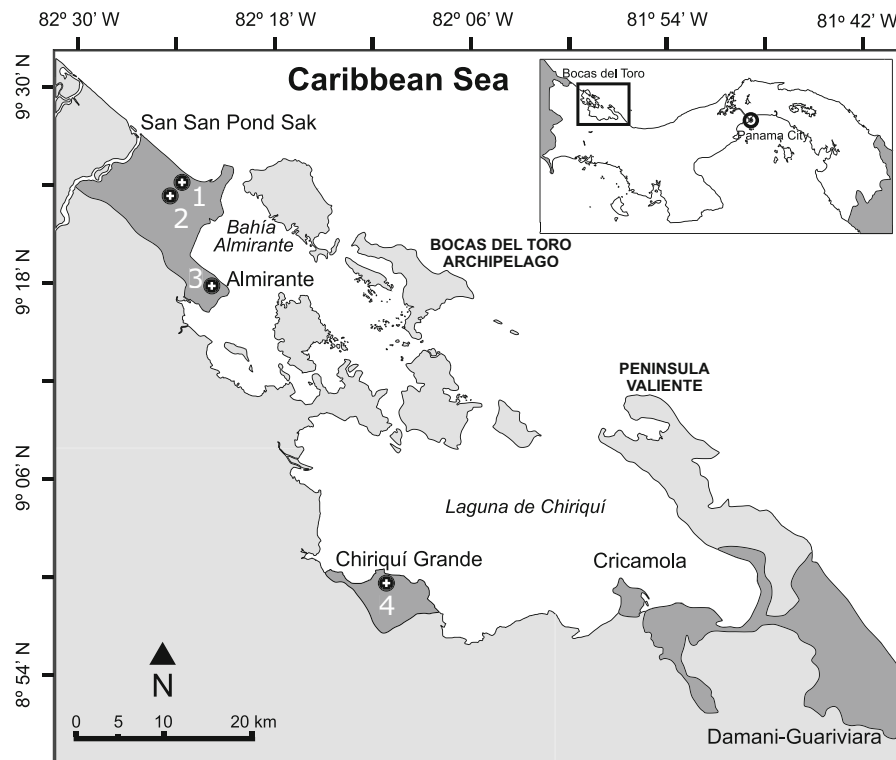 82º 30' W
82º 18' W
82º 06' W
81º 54' W
81º 42' W
9º 30' N
9º 18' N
9º 06' N
8º 54' N
Caribbean Sea
Bocas del Toro
Panama City
San San Pond Sak
1
2
Bahía
Almirante
BOCAS DEL TORO
ARCHIPELAGO
3
Almirante
PENINSULA
VALIENTE
Laguna de Chiriquí
Chiriquí Grande
Cricamola
4
N
0 5 10 20 km
Damani-Guariviara